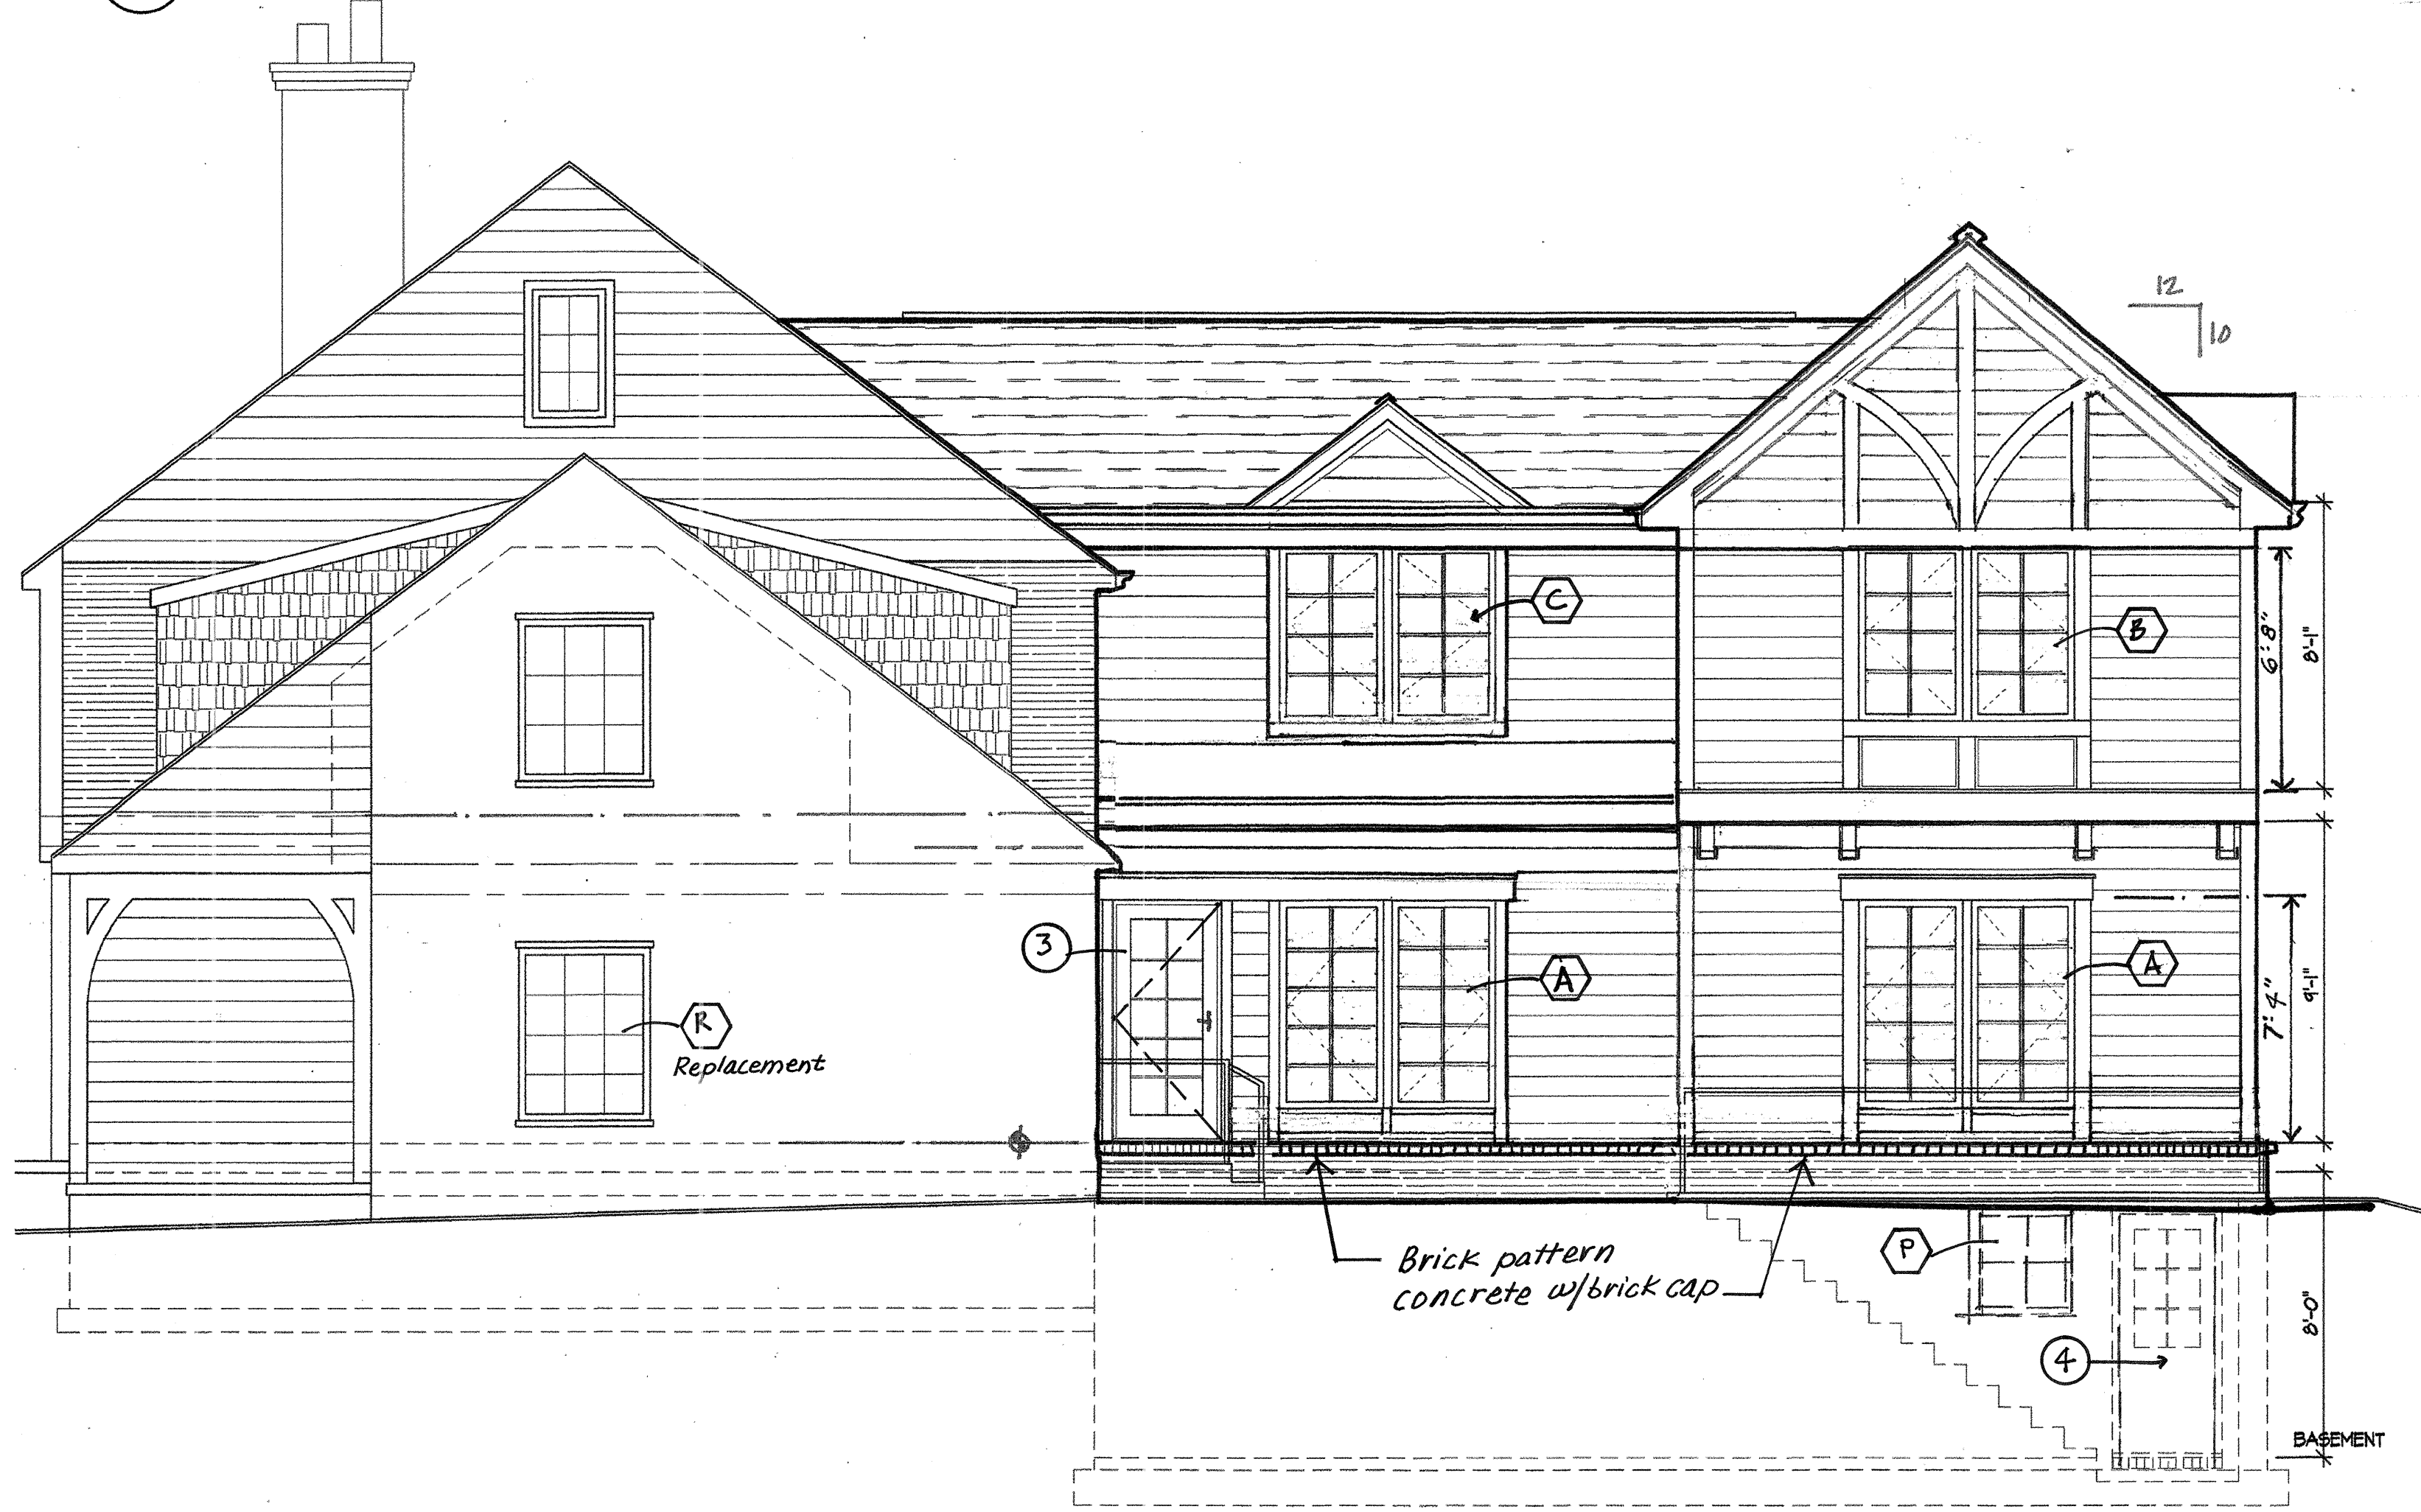 12
10
C
B
6'-8"
8'-1"
3
A
A
R
Replacement
7'-4"
9'-1"
Brick pattern
concrete w/brick cap
P
4
8'-0"
BASEMENT